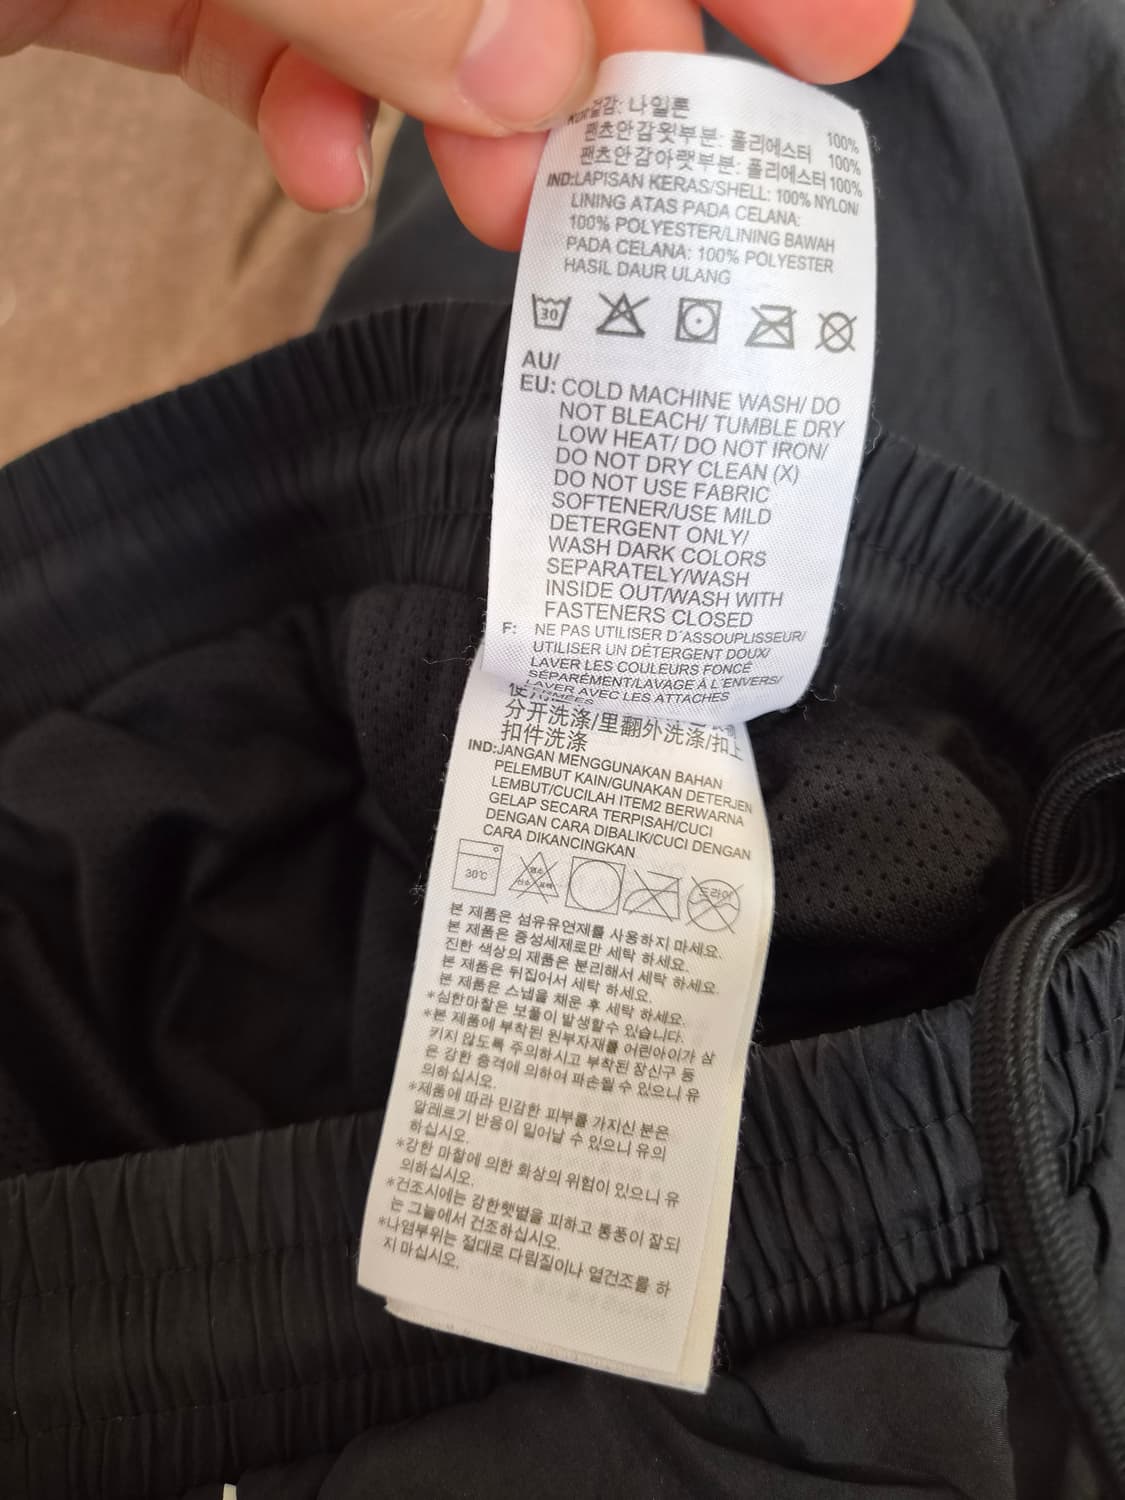 겉감: 나일론 100%
팬츠안감윗부분: 폴리에스터 100%
팬츠안감아랫부분: 폴리에스터 100%
IND:LAPISAN KERAS/SHELL: 100% NYLON/
LINING ATAS PADA CELANA:
100% POLYESTER/LINING BAWAH
PADA CELANA: 100% POLYESTER
HASIL DAUR ULANG
30
AU/
EU: COLD MACHINE WASH/ DO
NOT BLEACH/ TUMBLE DRY
LOW HEAT/ DO NOT IRON/
DO NOT DRY CLEAN (X)
DO NOT USE FABRIC
SOFTENER/USE MILD
DETERGENT ONLY/
WASH DARK COLORS
SEPARATELY/WASH
INSIDE OUT/WASH WITH
FASTENERS CLOSED
F: NE PAS UTILISER D´ASSOUPLISSEUR/
UTILISER UN DÉTERGENT DOUX/
LAVER LES COULEURS FONCÉ
SÉPARÉMENT/LAVAGE À L´ENVERS/
LAVER AVEC LES ATTACHES
分开洗涤/里翻外洗涤/扣上
扣件洗涤
IND:JANGAN MENGGUNAKAN BAHAN
PELEMBUT KAIN/GUNAKAN DETERJEN
LEMBUT/CUCILAH ITEM2 BERWARNA
GELAP SECARA TERPISAH/CUCI
DENGAN CARA DIBALIK/CUCI DENGAN
CARA DIKANCINGKAN
30℃ 염소 산소 표백 드라이
본 제품은 섬유유연제를 사용하지 마세요.
본 제품은 중성세제로만 세탁 하세요.
진한 색상의 제품은 분리해서 세탁 하세요.
본 제품은 뒤집어서 세탁 하세요.
본 제품은 스냅을 채운 후 세탁 하세요.
*심한마찰은 보풀이 발생할수 있습니다.
*본 제품에 부착된 원부자재를 어린아이가 삼
키지 않도록 주의하시고 부착된 장신구 등
은 강한 충격에 의하여 파손될 수 있으니 유
의하십시오.
*제품에 따라 민감한 피부를 가지신 분은
알레르기 반응이 일어날 수 있으니 유의
하십시오.
*강한 마찰에 의한 화상의 위험이 있으니 유
의하십시오.
*건조시에는 강한햇볕을 피하고 통풍이 잘되
는 그늘에서 건조하십시오.
*나염부위는 절대로 다림질이나 열건조를 하
지 마십시오.